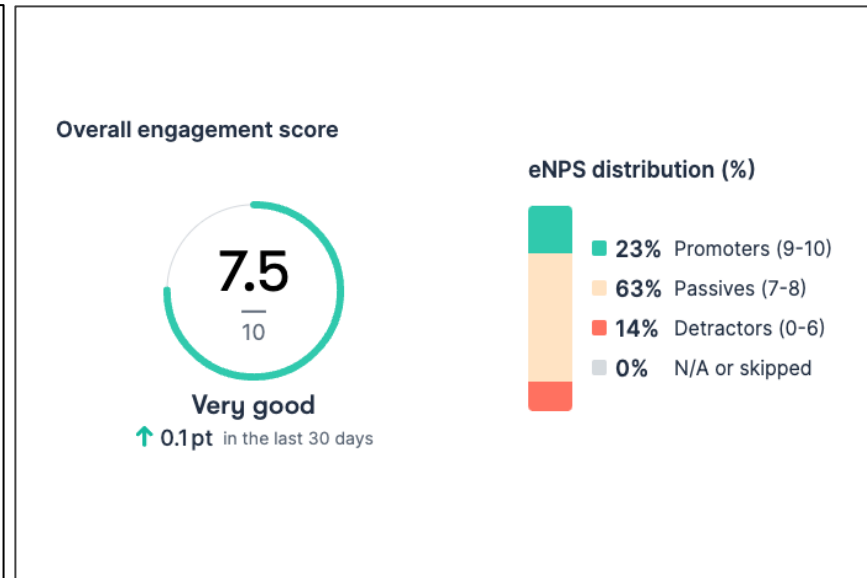 Overall engagement score
7.5
10
Very good
↑ 0.1pt in the last 30 days
eNPS distribution (%)
23% Promoters (9-10)
63% Passives (7-8)
14% Detractors (0-6)
0% N/A or skipped